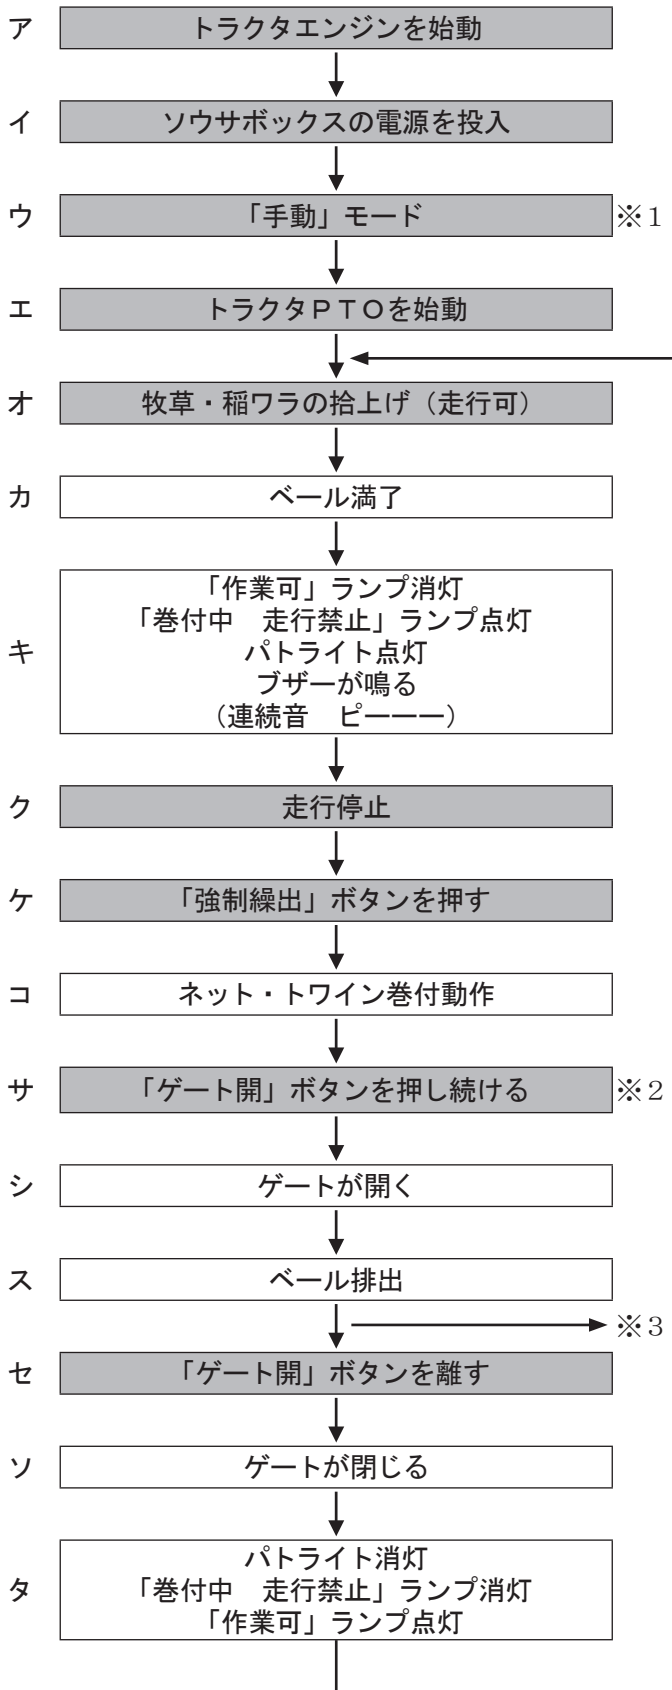 ア トラクタエンジンを始動
イ ソウサボックスの電源を投入
ウ 「手動」モード ※1
エ トラクタPTOを始動
オ 牧草・稲ワラの拾上げ(走行可)
カ ベール満了
キ 「作業可」ランプ消灯
「巻付中 走行禁止」ランプ点灯
パトライト点灯
ブザーが鳴る
(連続音 ピーーー)
ク 走行停止
ケ 「強制繰出」ボタンを押す
コ ネット・トワイン巻付動作
サ 「ゲート開」ボタンを押し続ける ※2
シ ゲートが開く
ス ベール排出
※3
セ 「ゲート開」ボタンを離す
ソ ゲートが閉じる
タ パトライト消灯
「巻付中 走行禁止」ランプ消灯
「作業可」ランプ点灯